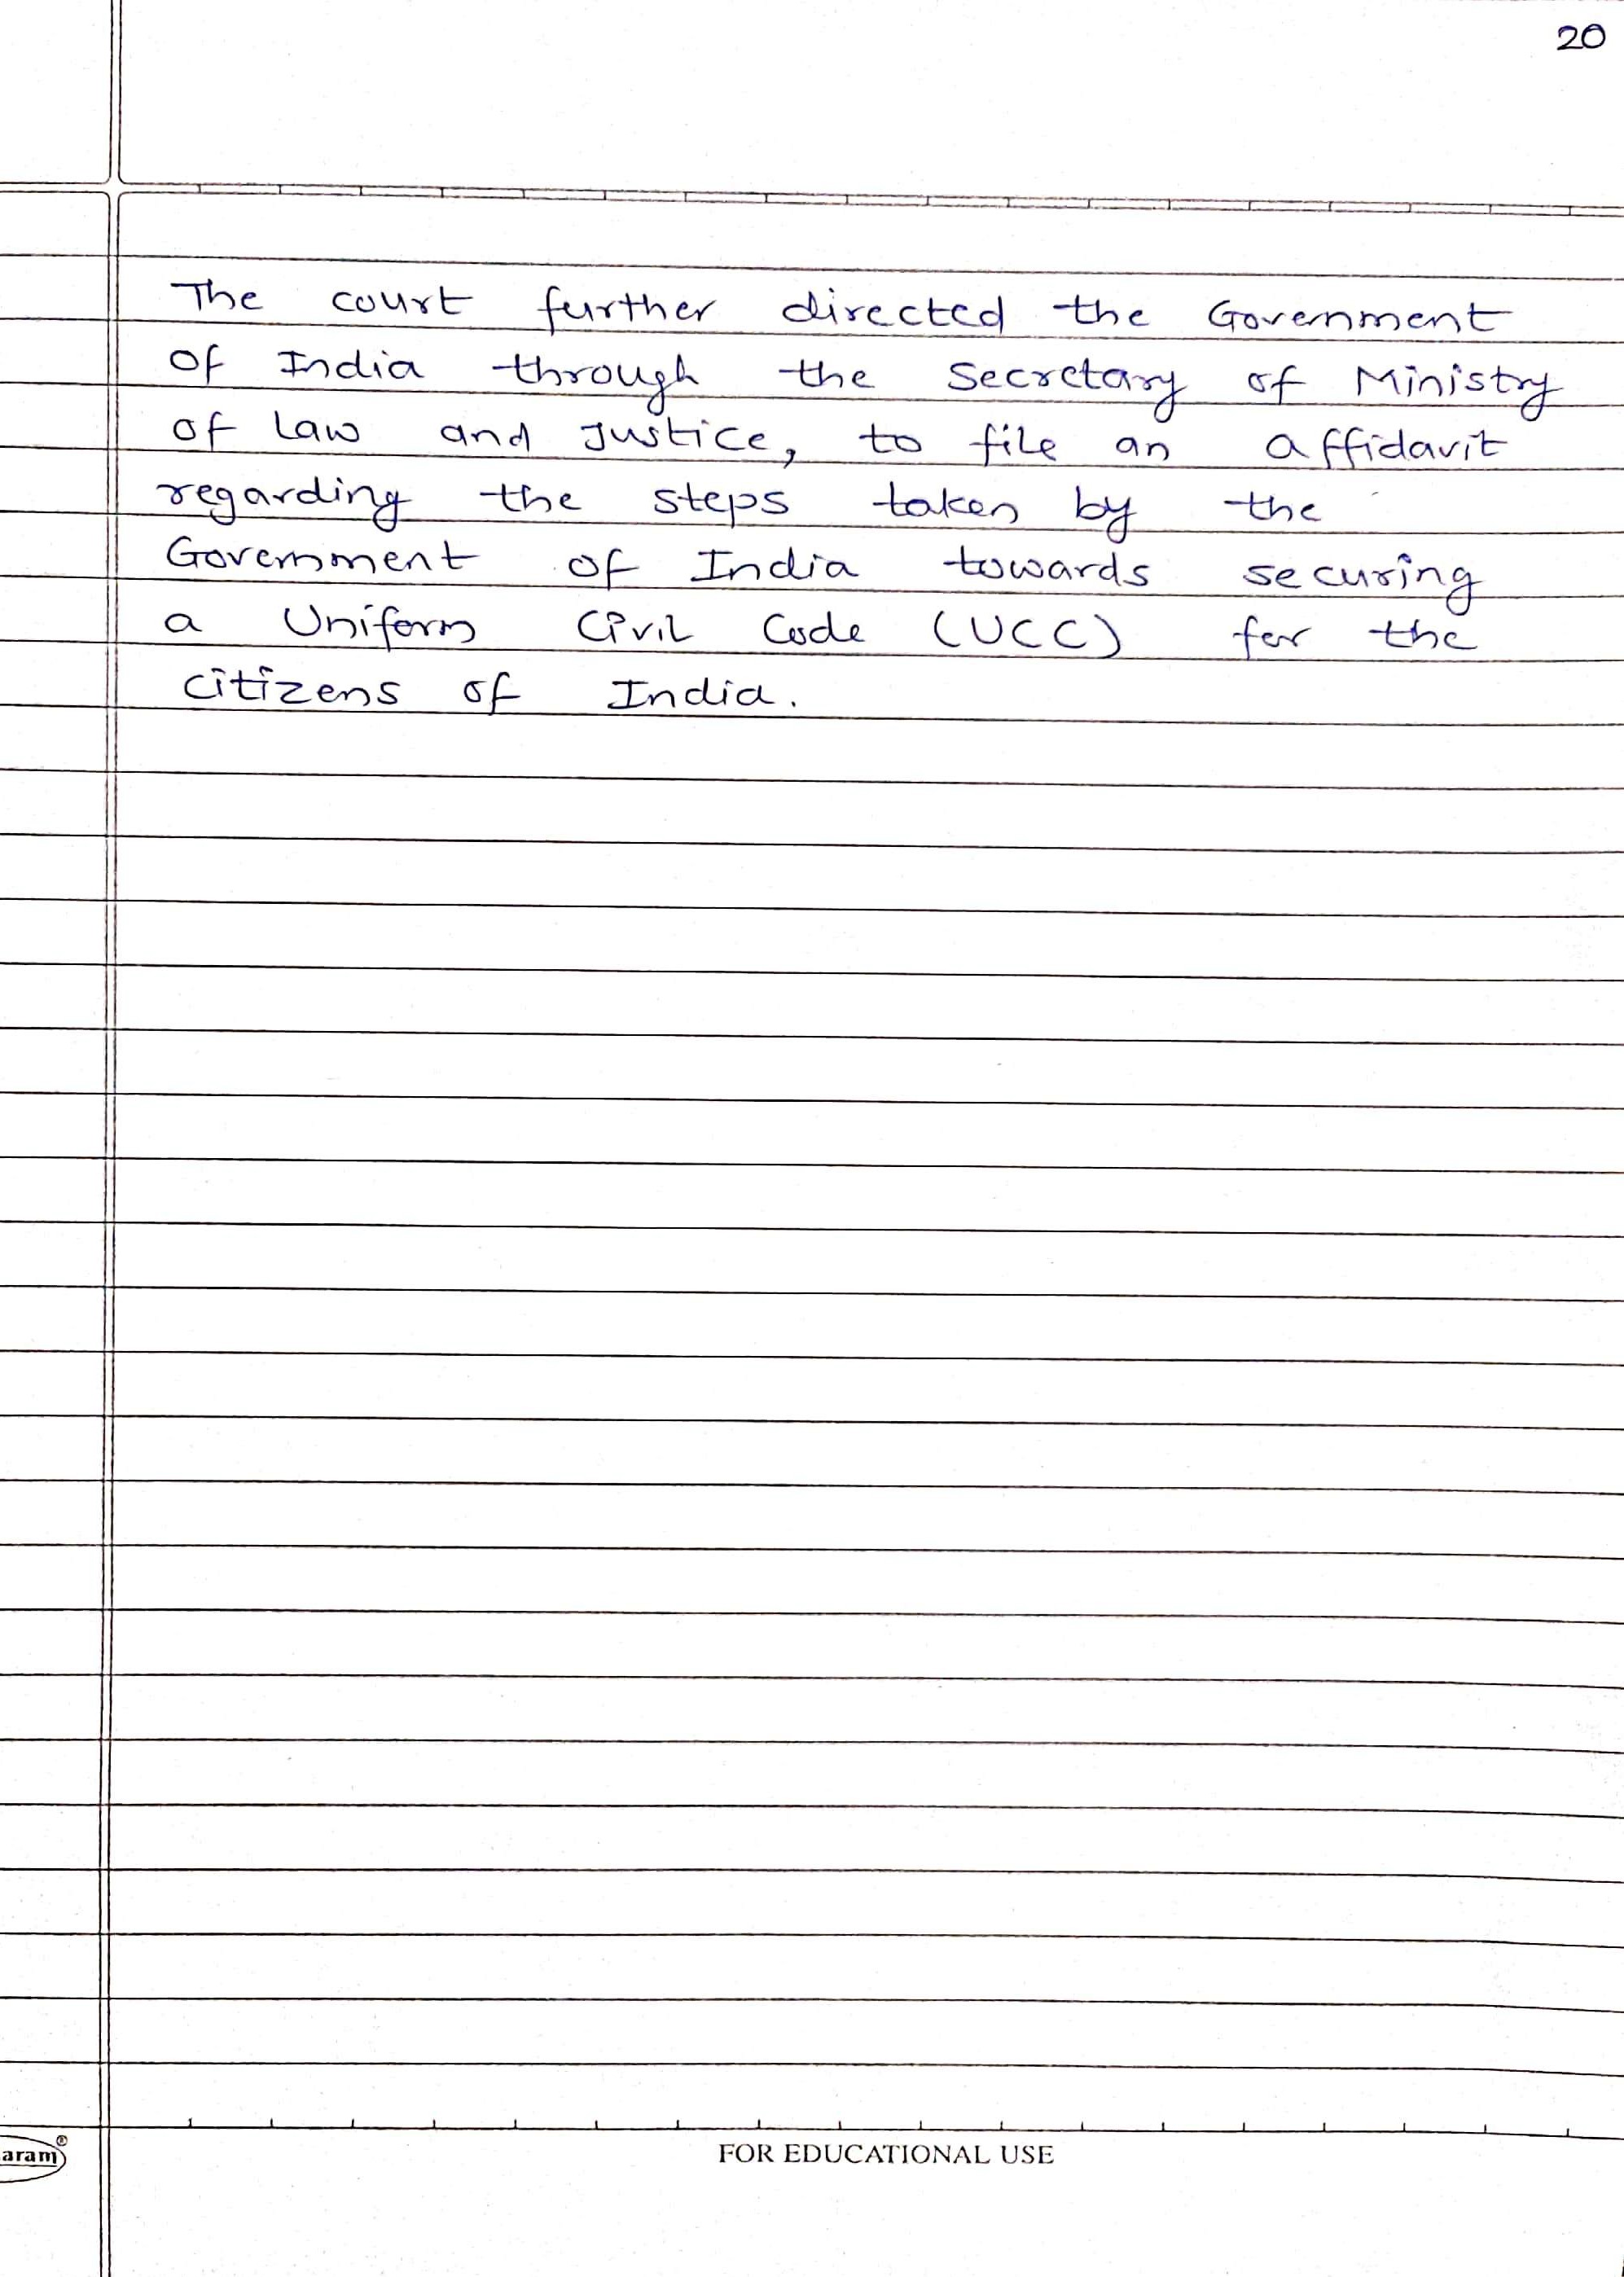 20
The court further directed the Government
of India through the Secretary of Ministry
of Law and Justice, to file an affidavit
regarding the steps taken by the
Government of India towards securing
a Uniform Civil Code (UCC) for the
citizens of India.
aram®
FOR EDUCATIONAL USE